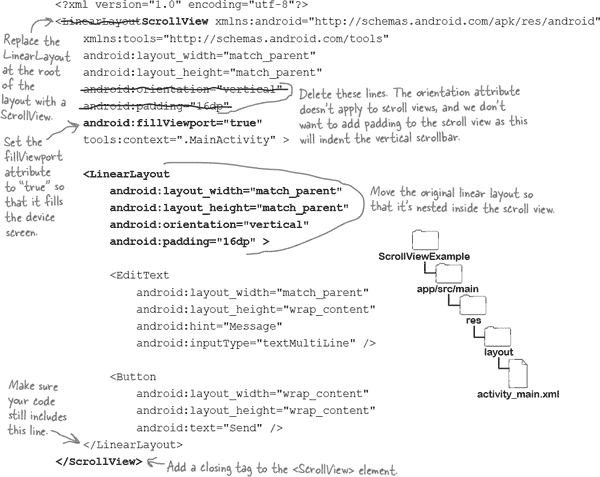 <?xml version="1.0" encoding="utf-8"?>
<LinearLayoutScrollView xmlns:android="http://schemas.android.com/apk/res/android"
xmlns:tools="http://schemas.android.com/tools"
android:layout_width="match_parent"
android:layout_height="match_parent"
android:orientation="vertical"
android:padding="16dp"
android:fillViewport="true"
tools:context=".MainActivity" >
Replace the
LinearLayout
at the root
of the
layout with a
ScrollView.
Delete these lines. The orientation attribute
doesn't apply to scroll views, and we don't
want to add padding to the scroll view as this
will indent the vertical scrollbar.
Set the
fillViewport
attribute
to "true" so
that it fills
the device
screen.
<LinearLayout
android:layout_width="match_parent"
android:layout_height="match_parent"
android:orientation="vertical"
android:padding="16dp" >
Move the original linear layout so
that it's nested inside the scroll view.
<EditText
android:layout_width="match_parent"
android:layout_height="wrap_content"
android:hint="Message"
android:inputType="textMultiLine" />
ScrollViewExample
app/src/main
res
layout
activity_main.xml
<Button
android:layout_width="wrap_content"
android:layout_height="wrap_content"
android:text="Send" />
Make sure
your code
still includes
this line.
</LinearLayout>
</ScrollView>
Add a closing tag to the <ScrollView> element.